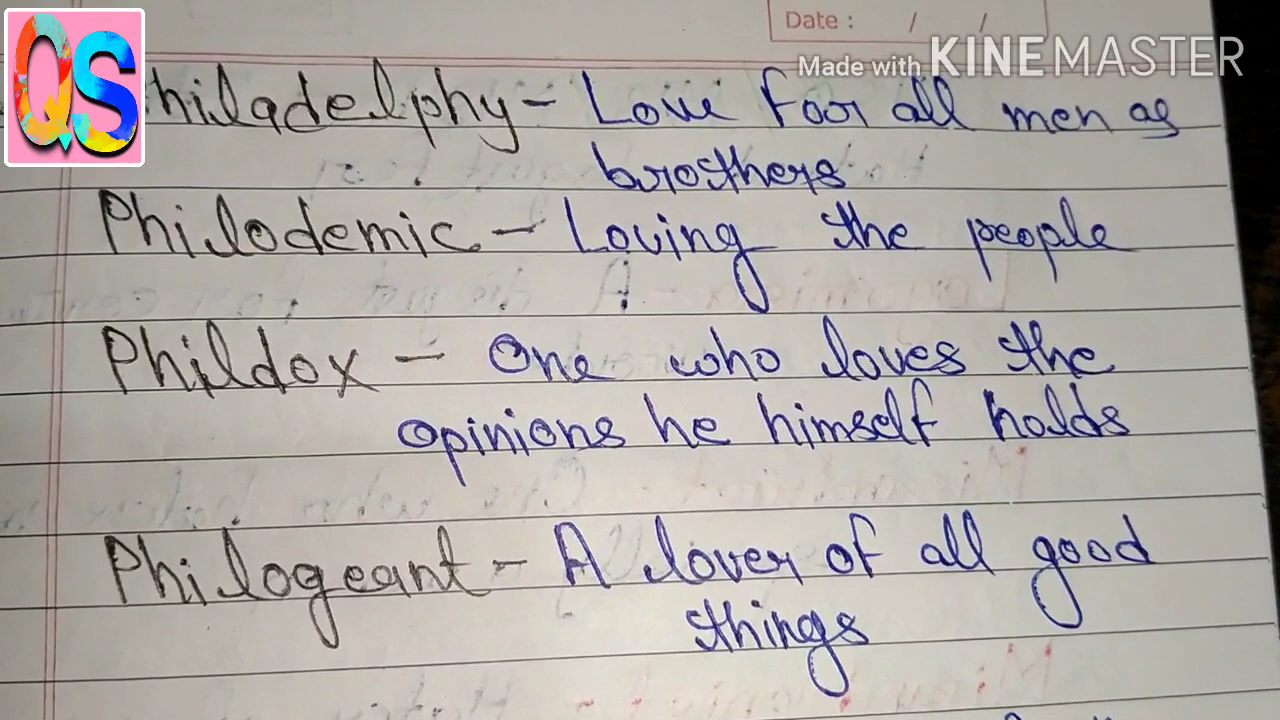 QS
Date : / /
Made with KINEMASTER
hiladelphy - Love foor all men as
brothers
Philodemic - Loving the people
Phildox - One who loves the
opinions he himself holds
Philogeant - A lover of all good
things